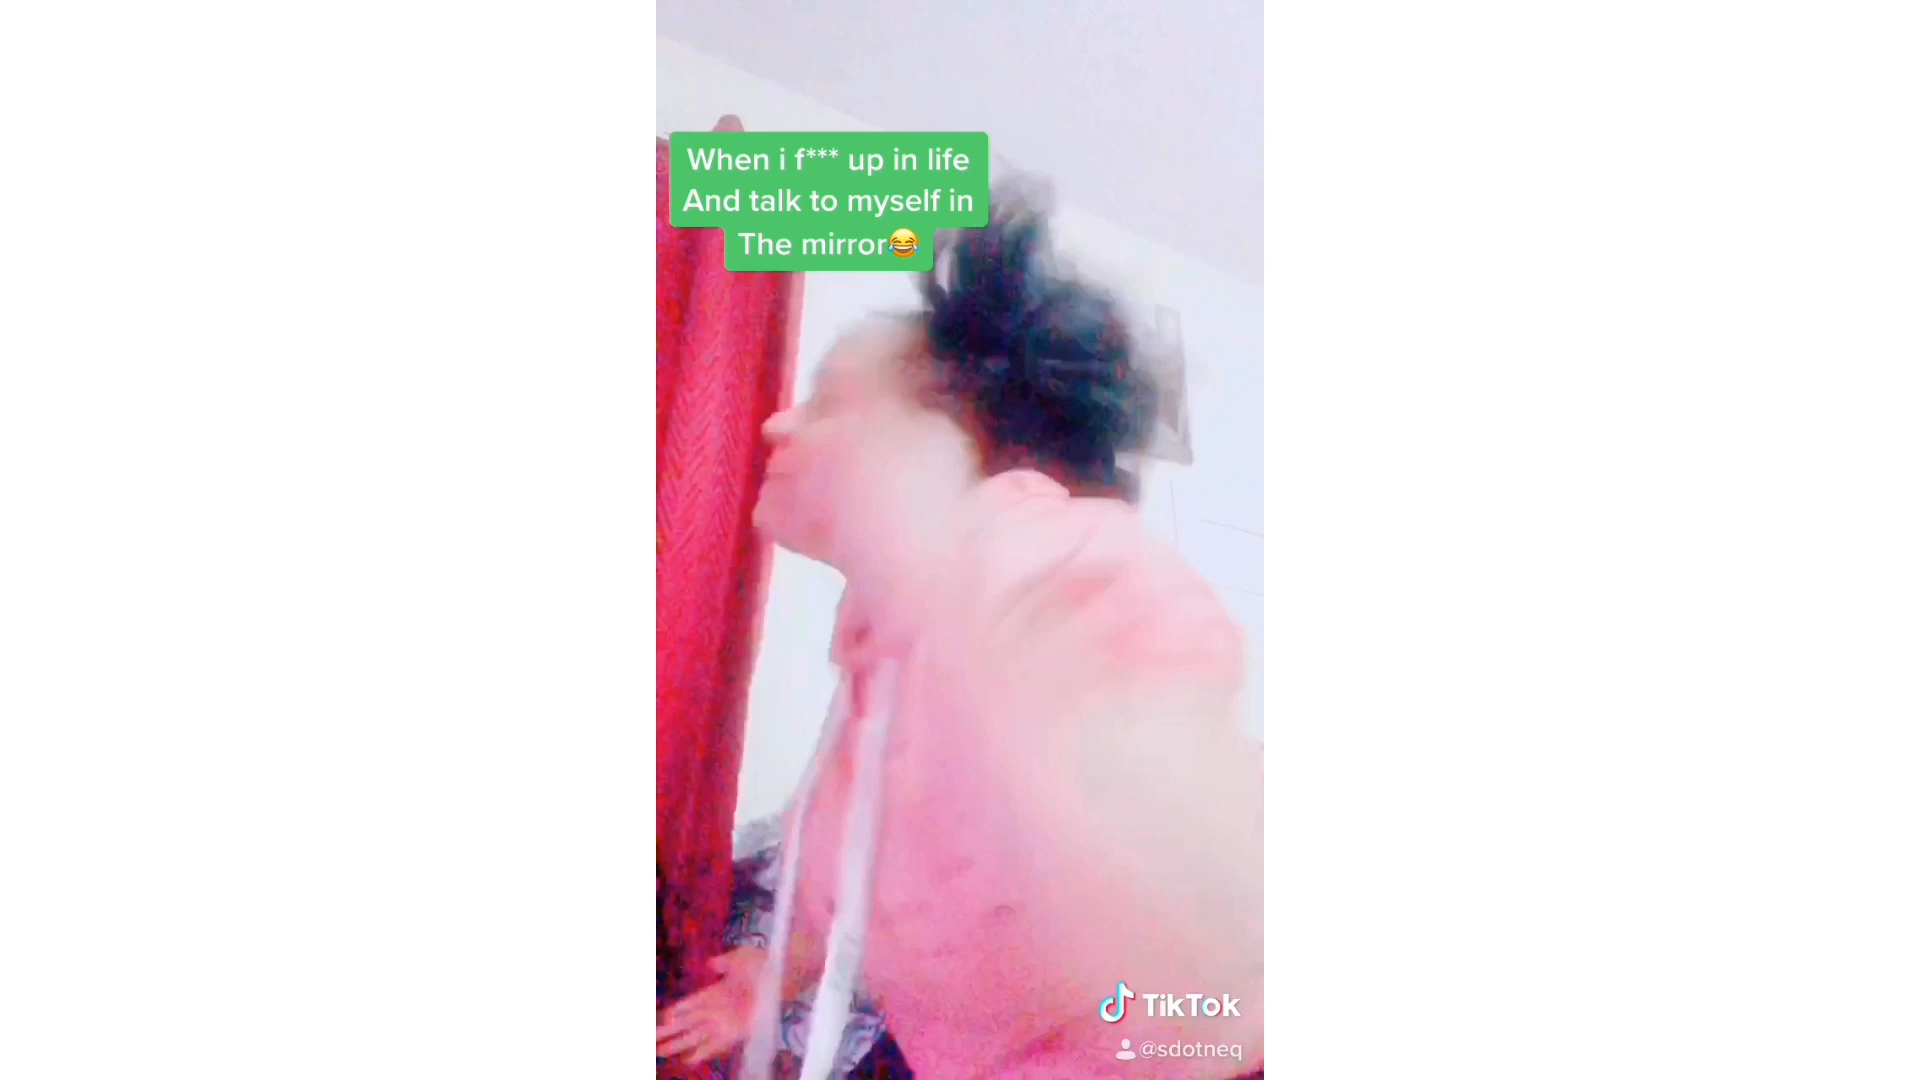 When i f*** up in life
And talk to myself in
The mirror😂
TikTok
@sdotneq